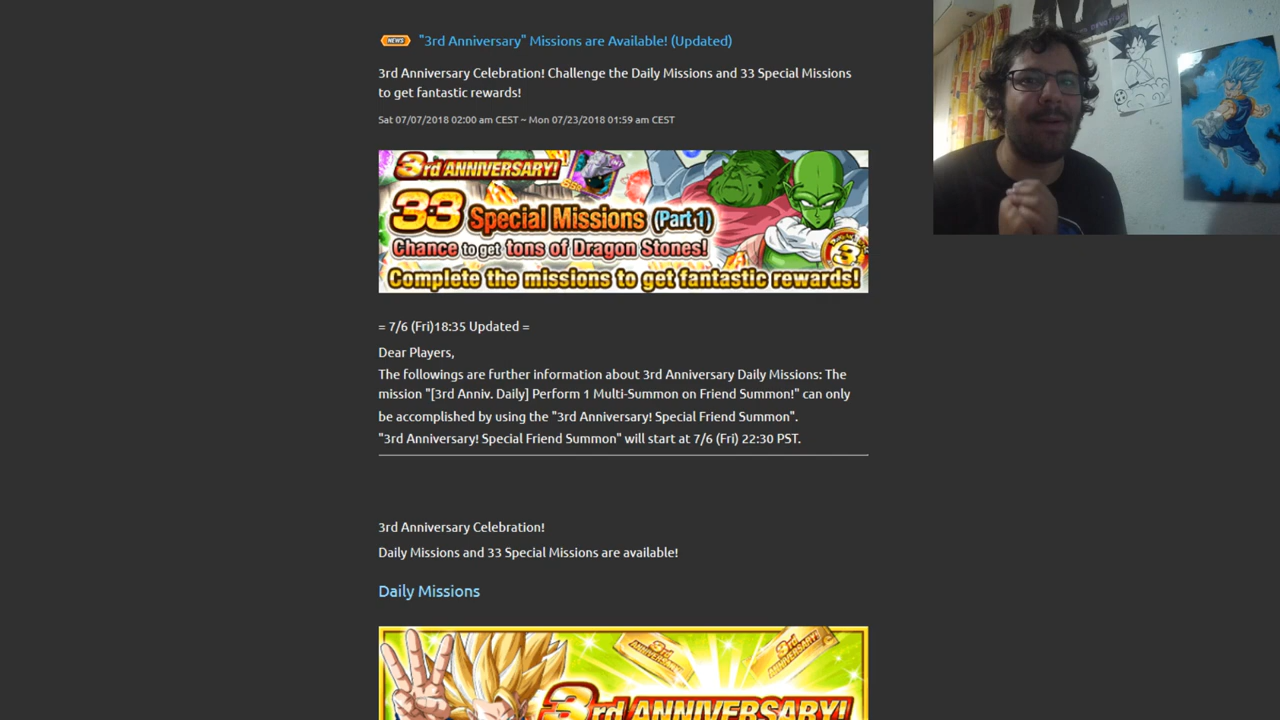 NEWS "3rd Anniversary" Missions are Available! (Updated)
3rd Anniversary Celebration! Challenge the Daily Missions and 33 Special Missions
to get fantastic rewards!
Sat 07/07/2018 02:00 am CEST ~ Mon 07/23/2018 01:59 am CEST
3rd ANNIVERSARY!
33 Special Missions (Part 1)
Chance to get tons of Dragon Stones!
3
Complete the missions to get fantastic rewards!
= 7/6 (Fri)18:35 Updated =
Dear Players,
The followings are further information about 3rd Anniversary Daily Missions: The
mission "[3rd Anniv. Daily] Perform 1 Multi-Summon on Friend Summon!" can only
be accomplished by using the "3rd Anniversary! Special Friend Summon".
"3rd Anniversary! Special Friend Summon" will start at 7/6 (Fri) 22:30 PST.
3rd Anniversary Celebration!
Daily Missions and 33 Special Missions are available!
Daily Missions
3rd ANNIVERSARY!
3rd ANNIVERSARY!
3rd ANNIVERSARY!